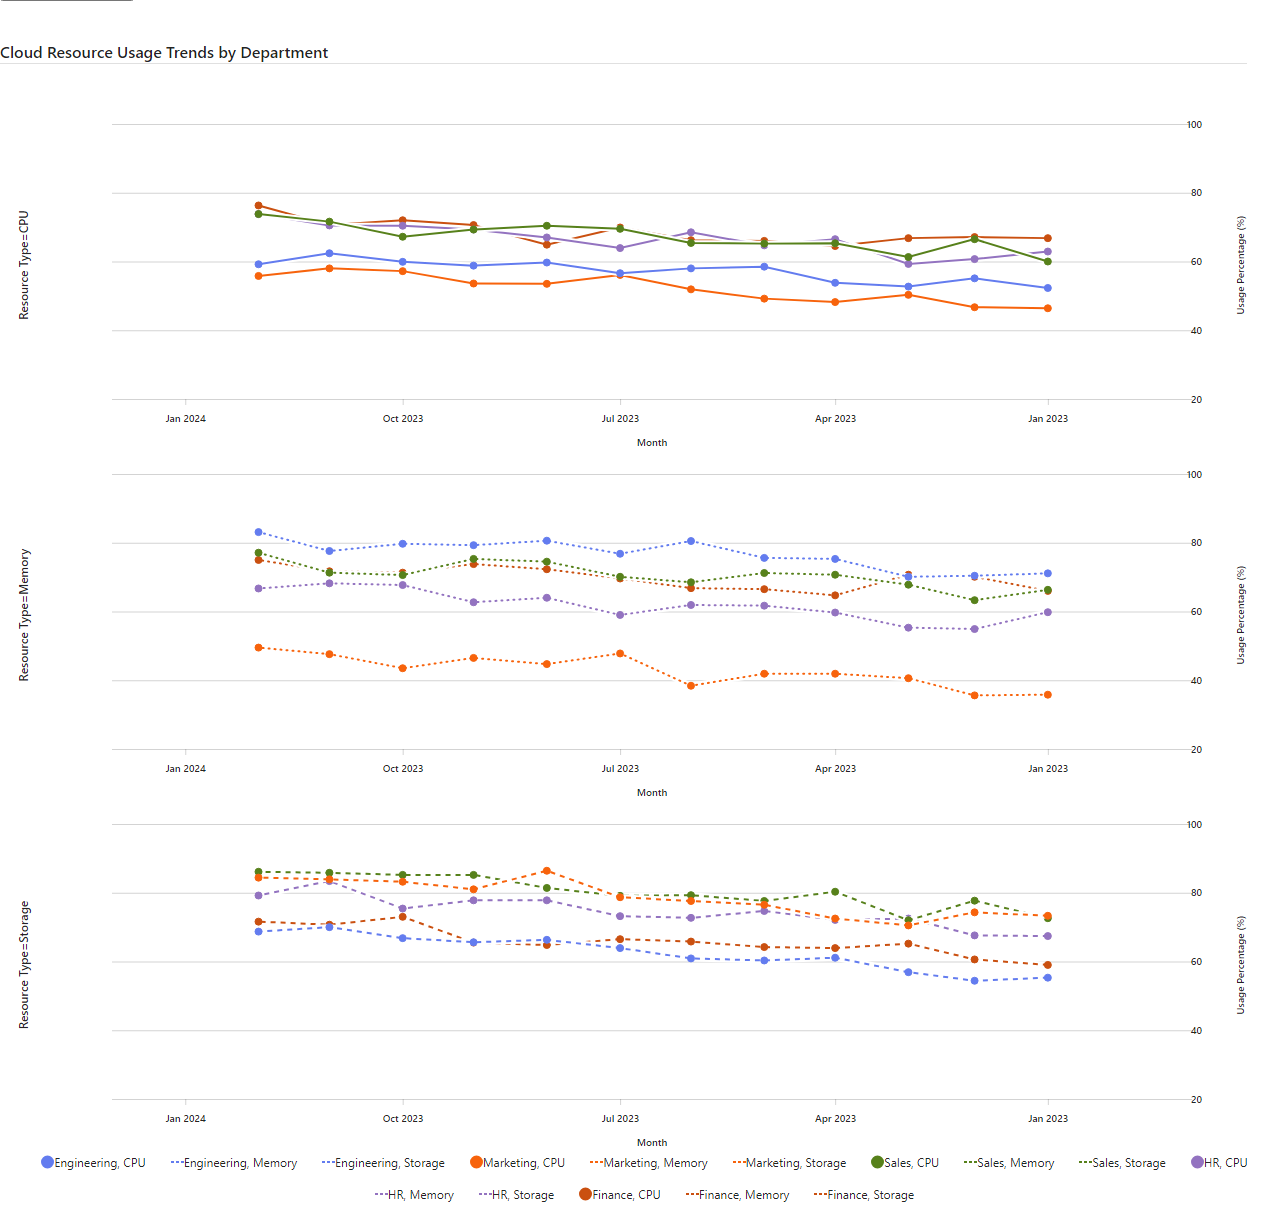 Cloud Resource Usage Trends by Department
Resource Type=CPU
100
80
60
40
20
Usage Percentage (%)
Jan 2024 Oct 2023 Jul 2023 Apr 2023 Jan 2023
Month
Resource Type=Memory
100
80
60
40
20
Usage Percentage (%)
Jan 2024 Oct 2023 Jul 2023 Apr 2023 Jan 2023
Month
Resource Type=Storage
100
80
60
40
20
Usage Percentage (%)
Jan 2024 Oct 2023 Jul 2023 Apr 2023 Jan 2023
Month
Engineering, CPU Engineering, Memory Engineering, Storage Marketing, CPU Marketing, Memory Marketing, Storage Sales, CPU Sales, Memory Sales, Storage HR, CPU
HR, Memory HR, Storage Finance, CPU Finance, Memory Finance, Storage